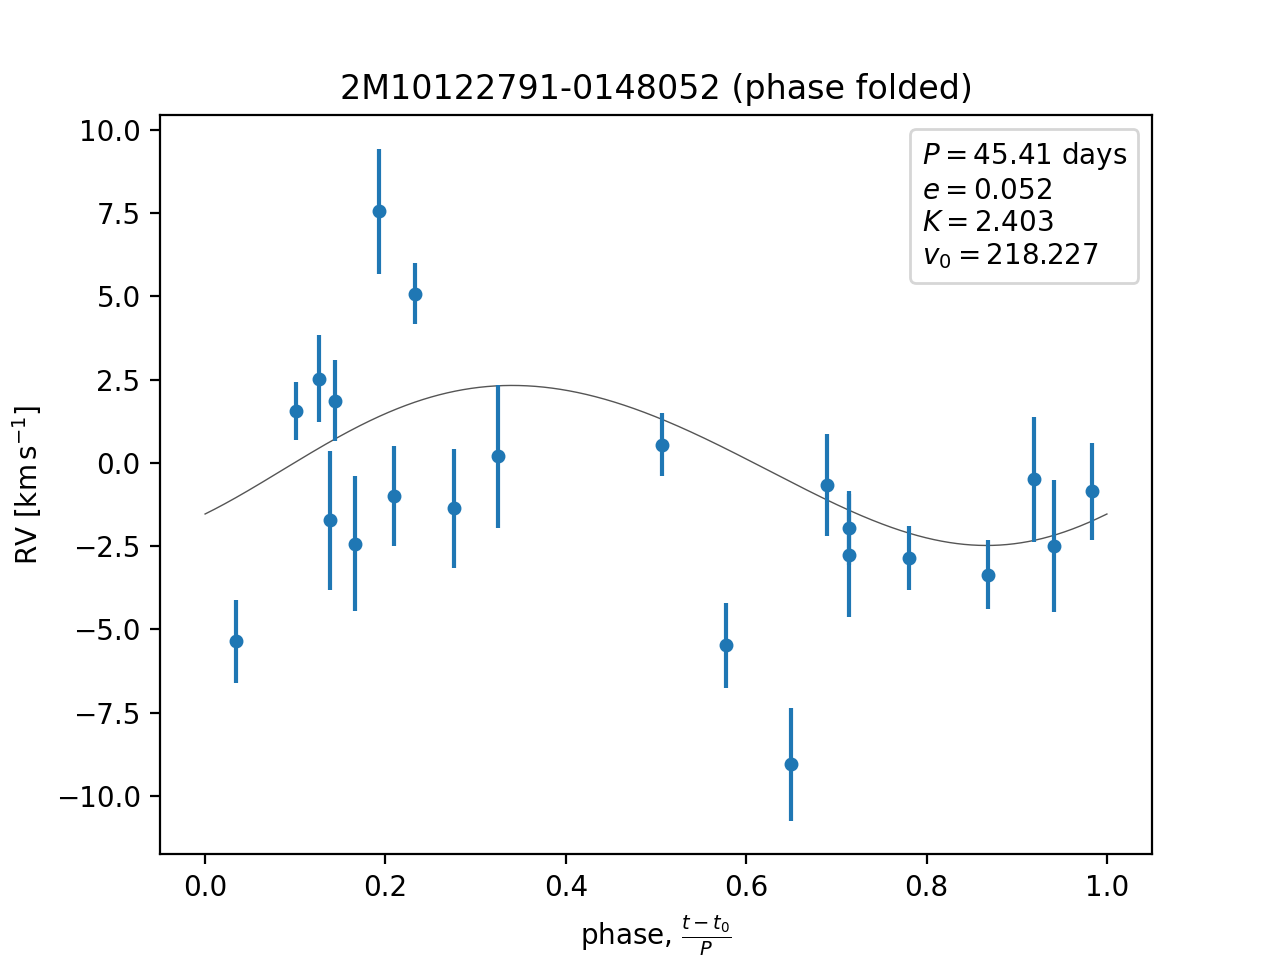 2M10122791-0148052 (phase folded)
P = 45.41 days
e = 0.052
K = 2.403
v₀ = 218.227
RV [km s⁻¹]
10.0
7.5
5.0
2.5
0.0
−2.5
−5.0
−7.5
−10.0
0.0 0.2 0.4 0.6 0.8 1.0
phase, (t − t₀)/P